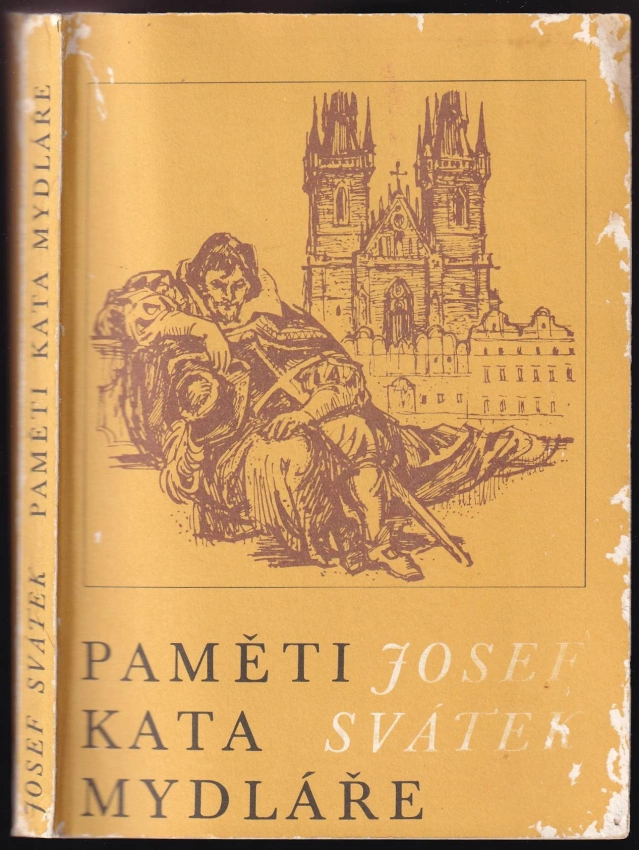 JOSEF SVÁTEK PAMĚTI KATA MYDLÁŘE
PAMĚTI JOSEF
KATA SVÁTEK
MYDLÁŘE